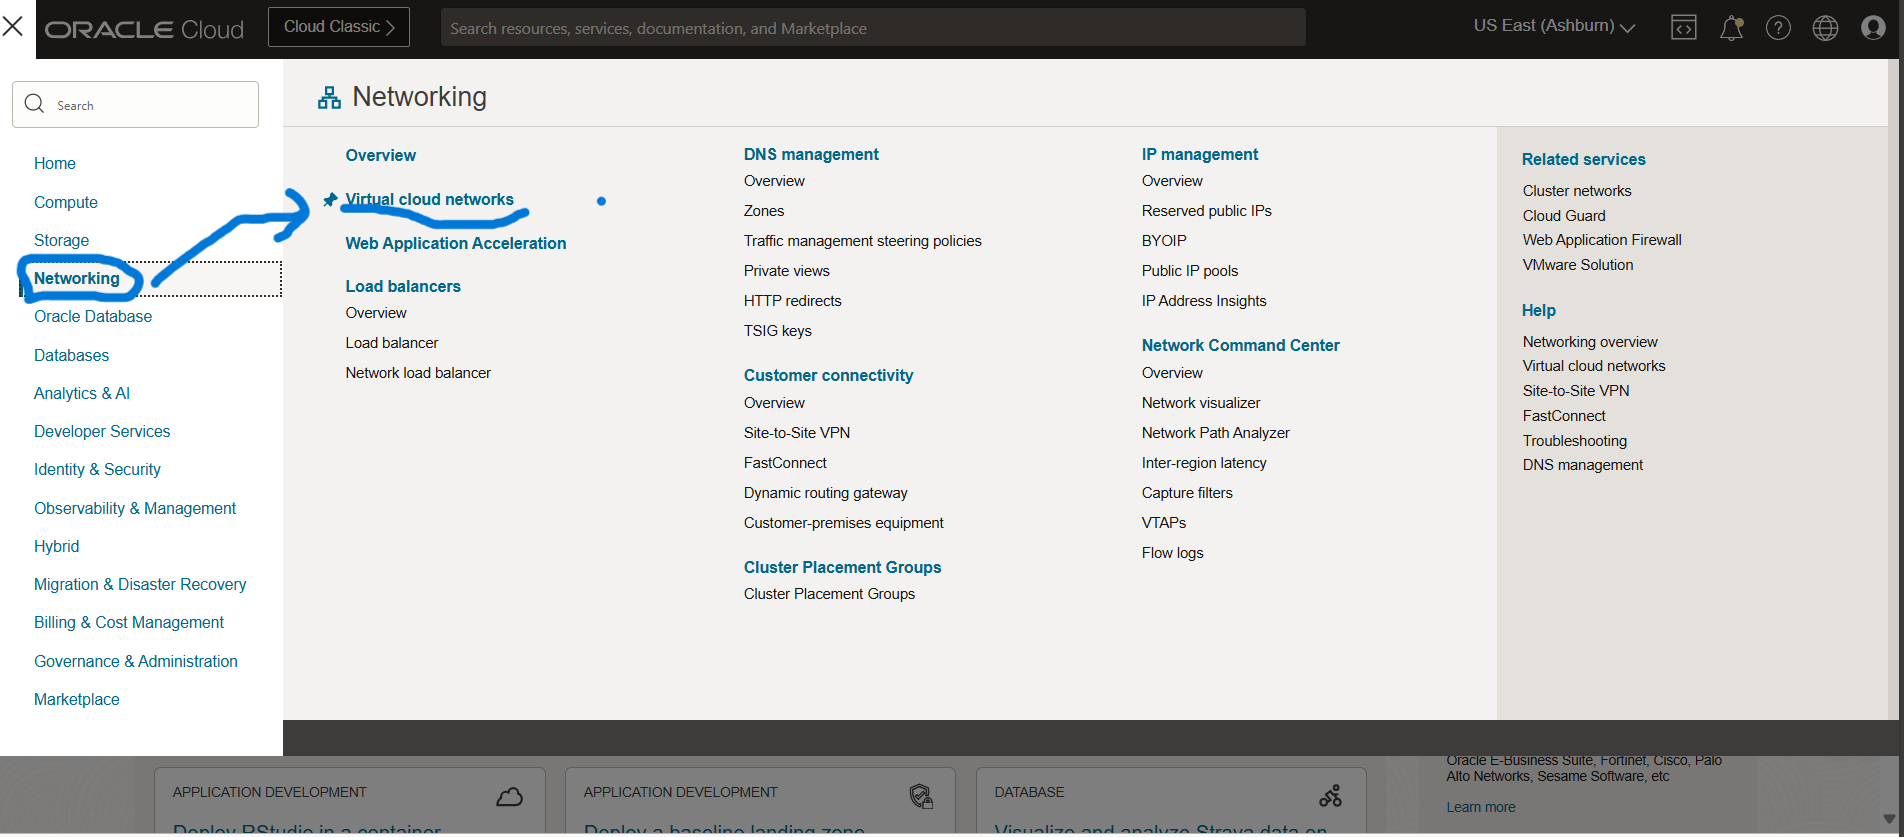 ORACLE Cloud
Cloud Classic
Search resources, services, documentation, and Marketplace
US East (Ashburn)
Search
Home
Compute
Storage
Networking
Oracle Database
Databases
Analytics & AI
Developer Services
Identity & Security
Observability & Management
Hybrid
Migration & Disaster Recovery
Billing & Cost Management
Governance & Administration
Marketplace
Networking
Overview
Virtual cloud networks
Web Application Acceleration
Load balancers
Overview
Load balancer
Network load balancer
DNS management
Overview
Zones
Traffic management steering policies
Private views
HTTP redirects
TSIG keys
Customer connectivity
Overview
Site-to-Site VPN
FastConnect
Dynamic routing gateway
Customer-premises equipment
Cluster Placement Groups
Cluster Placement Groups
IP management
Overview
Reserved public IPs
BYOIP
Public IP pools
IP Address Insights
Network Command Center
Overview
Network visualizer
Network Path Analyzer
Inter-region latency
Capture filters
VTAPs
Flow logs
Related services
Cluster networks
Cloud Guard
Web Application Firewall
VMware Solution
Help
Networking overview
Virtual cloud networks
Site-to-Site VPN
FastConnect
Troubleshooting
DNS management
APPLICATION DEVELOPMENT
Deploy RStudio in a container
APPLICATION DEVELOPMENT
Deploy a baseline landing zone
DATABASE
Visualize and analyze Strava data on
Oracle E-Business Suite, Fortinet, Cisco, Palo
Alto Networks, Sesame Software, etc
Learn more